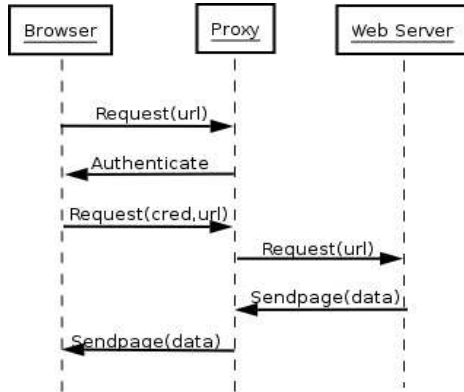 Browser
Proxy
Web Server
Request(url)
Authenticate
Request(cred,url)
Request(url)
Sendpage(data)
Sendpage(data)